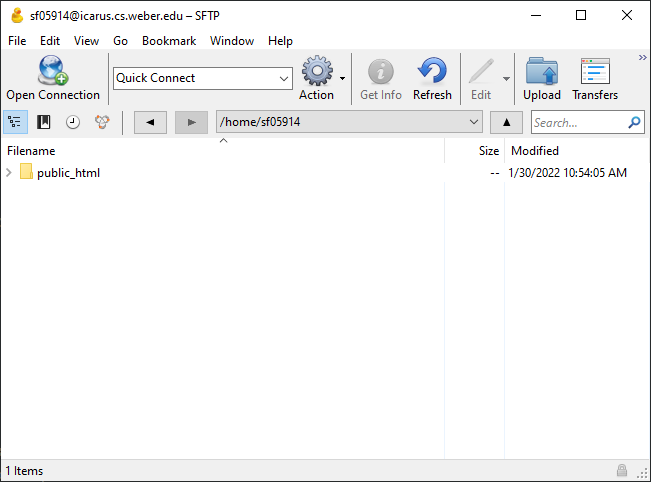 sf05914@icarus.cs.weber.edu – SFTP
File Edit View Go Bookmark Window Help
Open Connection Quick Connect Action Get Info Refresh Edit Upload Transfers
/home/sf05914 Search...
Filename Size Modified
public_html -- 1/30/2022 10:54:05 AM
1 Items